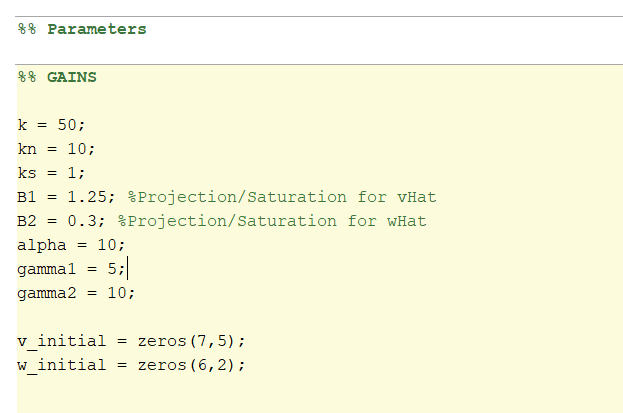 %% Parameters
%% GAINS
k = 50;
kn = 10;
ks = 1;
B1 = 1.25; %Projection/Saturation for vHat
B2 = 0.3; %Projection/Saturation for wHat
alpha = 10;
gamma1 = 5;
gamma2 = 10;
v_initial = zeros(7,5);
w_initial = zeros(6,2);